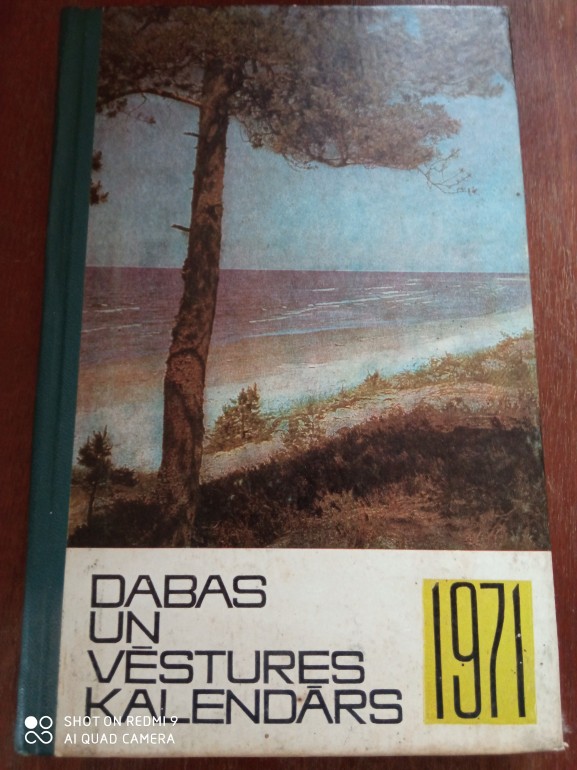 DABAS
UN
VĒSTURES
KALENDĀRS
1971
SHOT ON REDMI 9
AI QUAD CAMERA